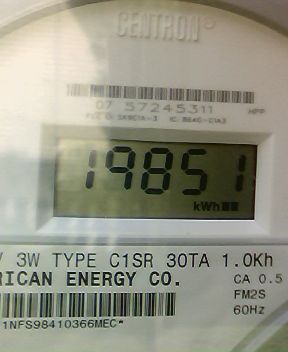 CENTRON
07 57245311
HPP
19851
kWh
V 3W TYPE C1SR 30TA 1.0Kh
RICAN ENERGY CO.
CA 0.5
FM2S
60Hz
1NFS98410366MEC*